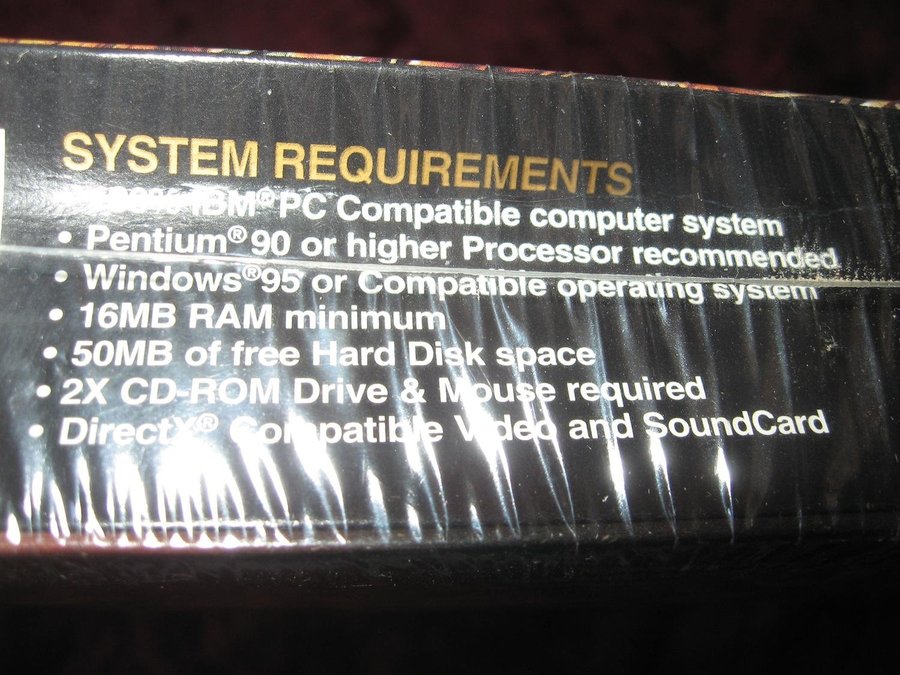 SYSTEM REQUIREMENTS
100% IBM® PC Compatible computer system
• Pentium® 90 or higher Processor recommended
• Windows® 95 or Compatible operating system
• 16MB RAM minimum
• 50MB of free Hard Disk space
• 2X CD-ROM Drive & Mouse required
• DirectX® Compatible Video and SoundCard